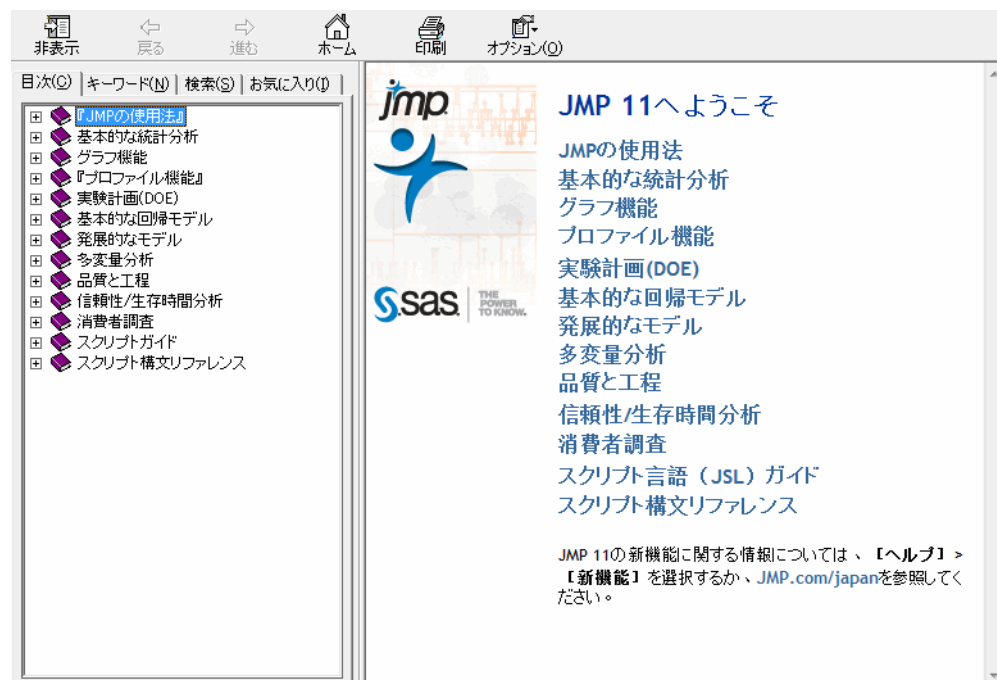 非表示 戻る 進む ホーム 印刷 オプション(O)
目次(C) キーワード(N) 検索(S) お気に入り(I)
『JMPの使用法』
基本的な統計分析
グラフ機能
『プロファイル機能』
実験計画(DOE)
基本的な回帰モデル
発展的なモデル
多変量分析
品質と工程
信頼性/生存時間分析
消費者調査
スクリプトガイド
スクリプト構文リファレンス
jmp
sas THE
POWER
TO KNOW.
JMP 11へようこそ
JMPの使用法
基本的な統計分析
グラフ機能
プロファイル機能
実験計画(DOE)
基本的な回帰モデル
発展的なモデル
多変量分析
品質と工程
信頼性/生存時間分析
消費者調査
スクリプト言語（JSL）ガイド
スクリプト構文リファレンス
JMP 11の新機能に関する情報については、［ヘルプ］>
［新機能］を選択するか、JMP.com/japanを参照してく
ださい。